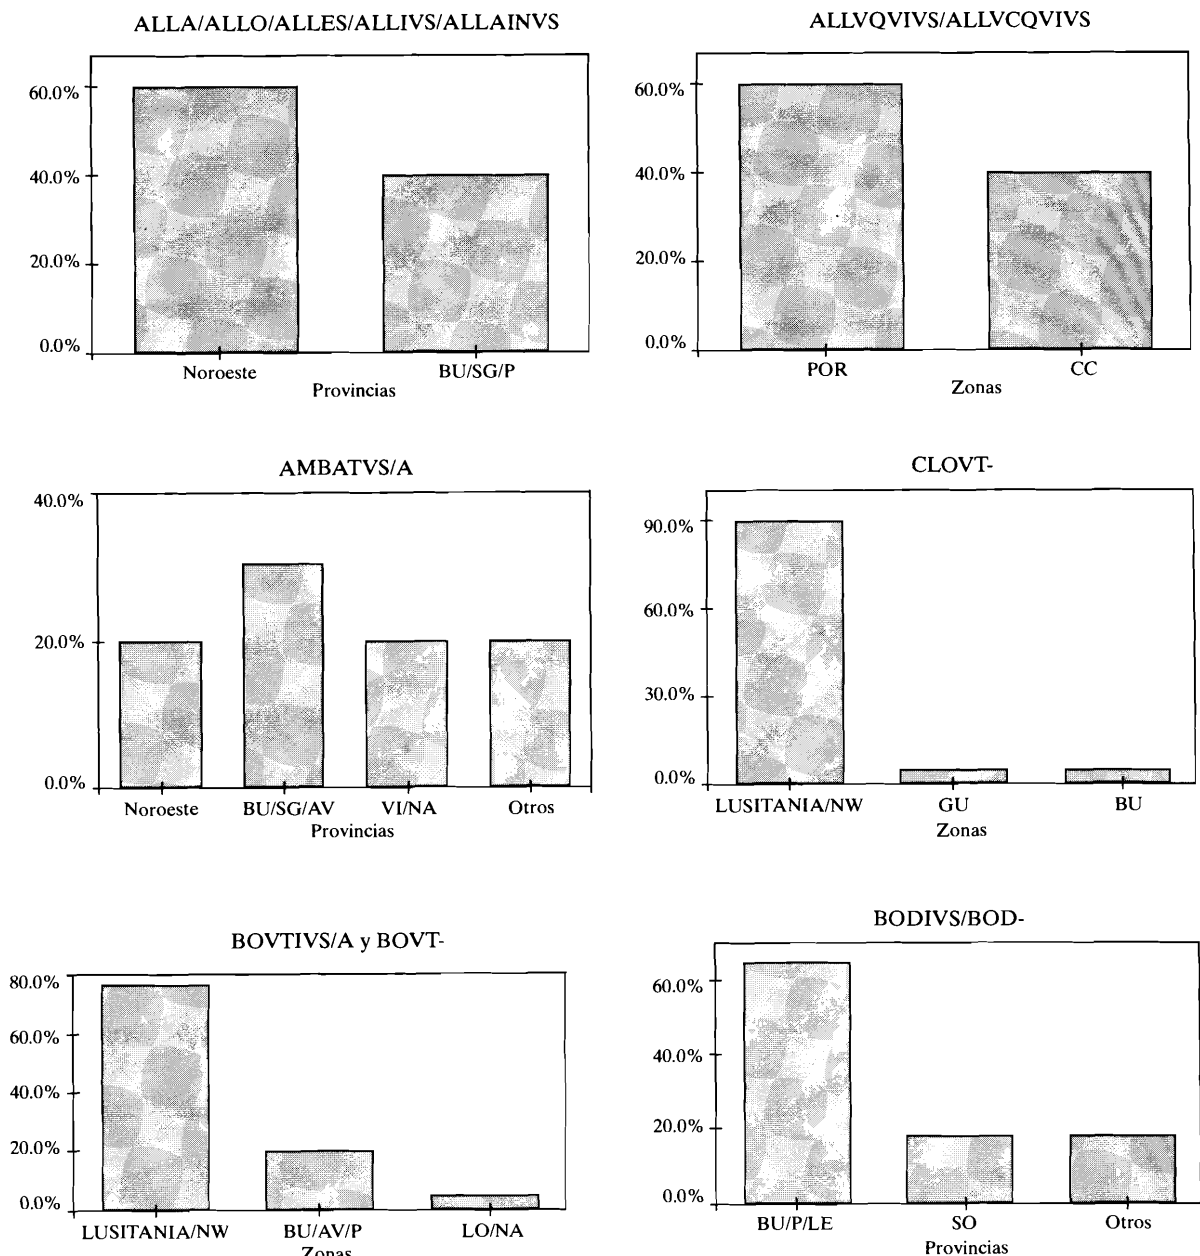 ALLA/ALLO/ALLES/ALLIVS/ALLAINVS
60.0%
40.0%
20.0%
0.0%
Noroeste BU/SG/P
Provincias
ALLVQVIVS/ALLVCQVIVS
60.0%
40.0%
20.0%
0.0%
POR CC
Zonas
AMBATVS/A
40.0%
20.0%
0.0%
Noroeste BU/SG/AV VI/NA Otros
Provincias
CLOVT-
90.0%
60.0%
30.0%
0.0%
LUSITANIA/NW GU BU
Zonas
BOVTIVS/A y BOVT-
80.0%
60.0%
40.0%
20.0%
0.0%
LUSITANIA/NW BU/AV/P LO/NA
Zonas
BODIVS/BOD-
60.0%
40.0%
20.0%
0.0%
BU/P/LE SO Otros
Provincias